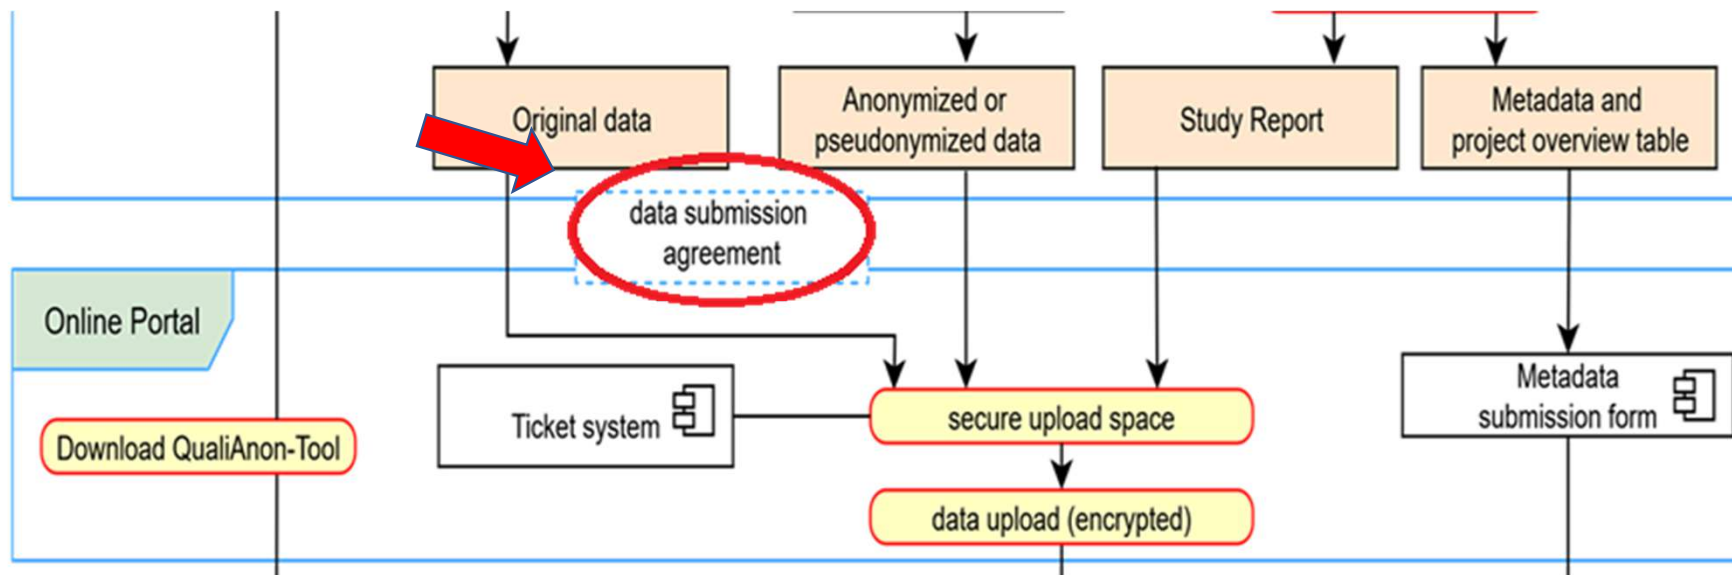 Original data
Anonymized or
pseudonymized data
Study Report
Metadata and
project overview table
data submission
agreement
Online Portal
Metadata
submission form
Ticket system
secure upload space
Download QualiAnon-Tool
data upload (encrypted)